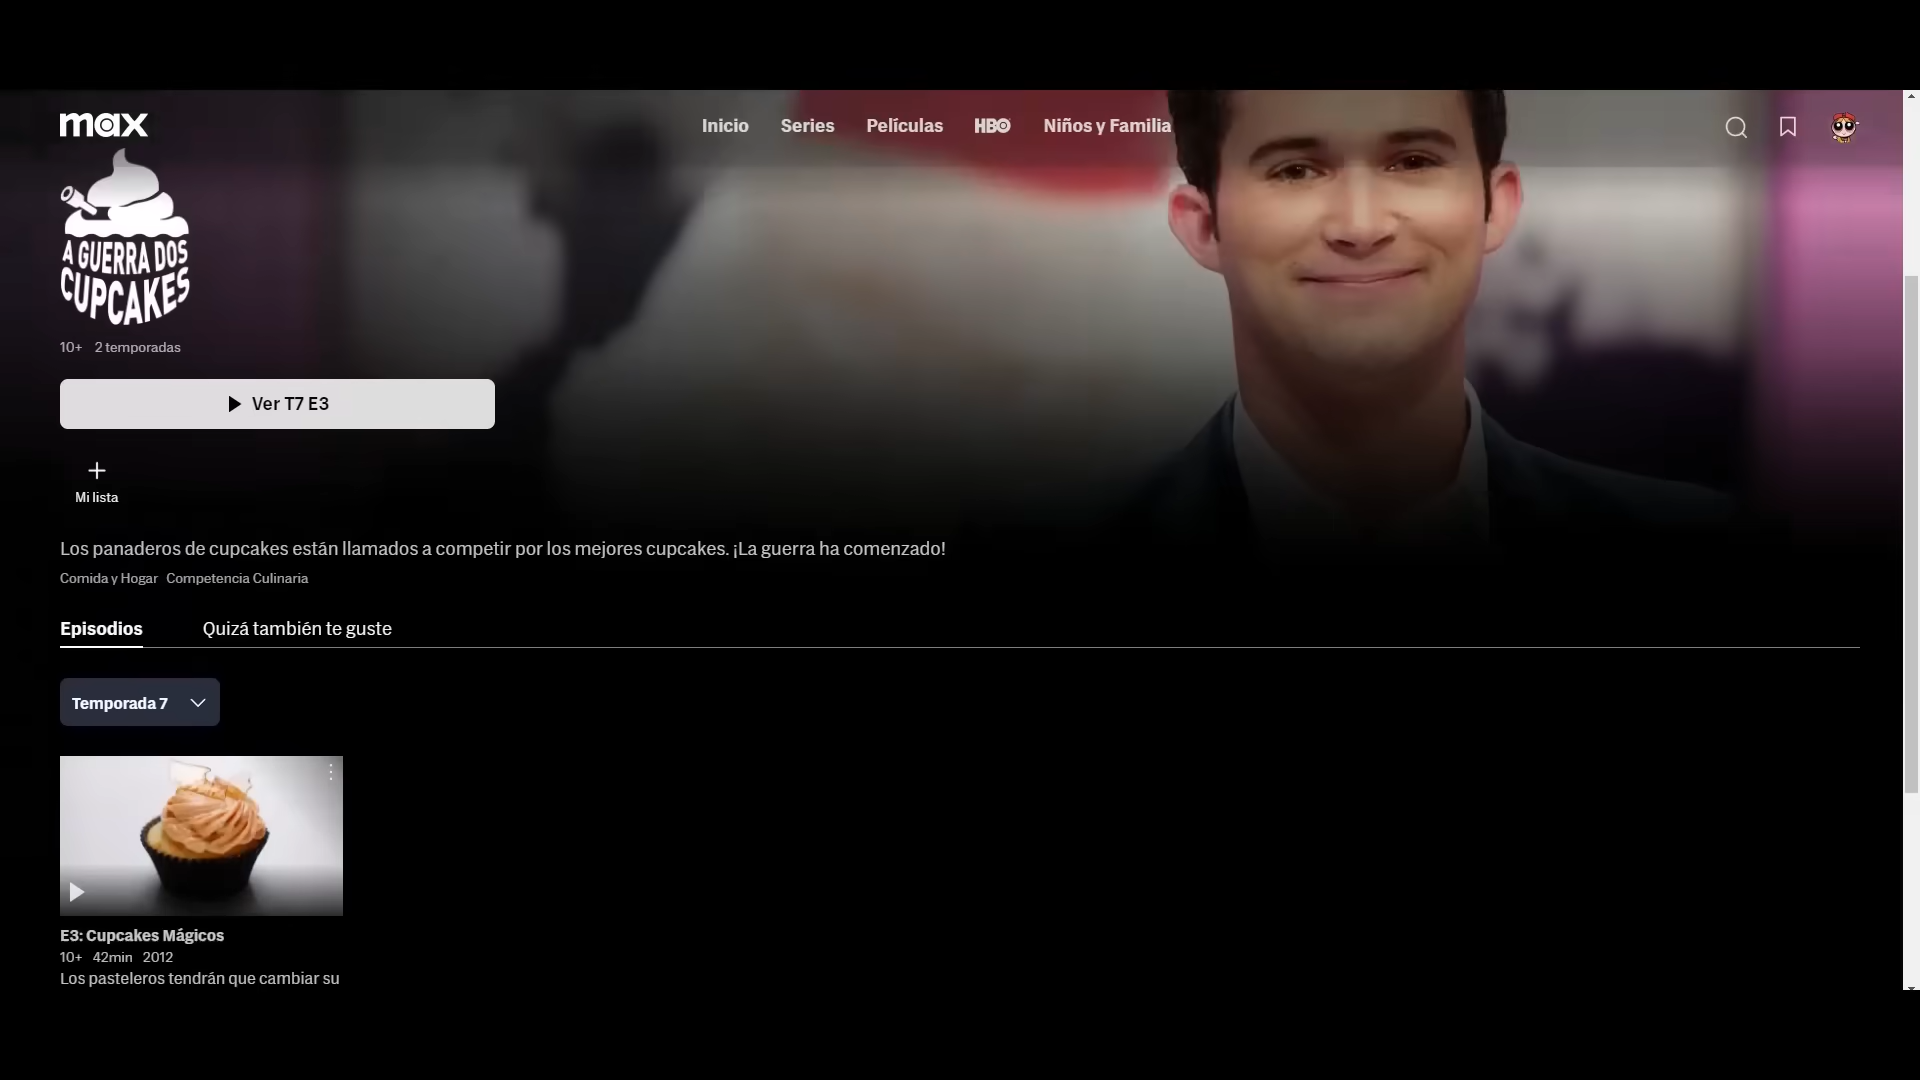 max
Inicio
Series
Películas
HBO
Niños y Familia
A GUERRA DOS
CUPCAKES
10+ 2 temporadas
Ver T7 E3
Mi lista
Los panaderos de cupcakes están llamados a competir por los mejores cupcakes. ¡La guerra ha comenzado!
Comida y Hogar Competencia Culinaria
Episodios
Quizá también te guste
Temporada 7
E3: Cupcakes Mágicos
10+ 42min 2012
Los pasteleros tendrán que cambiar su